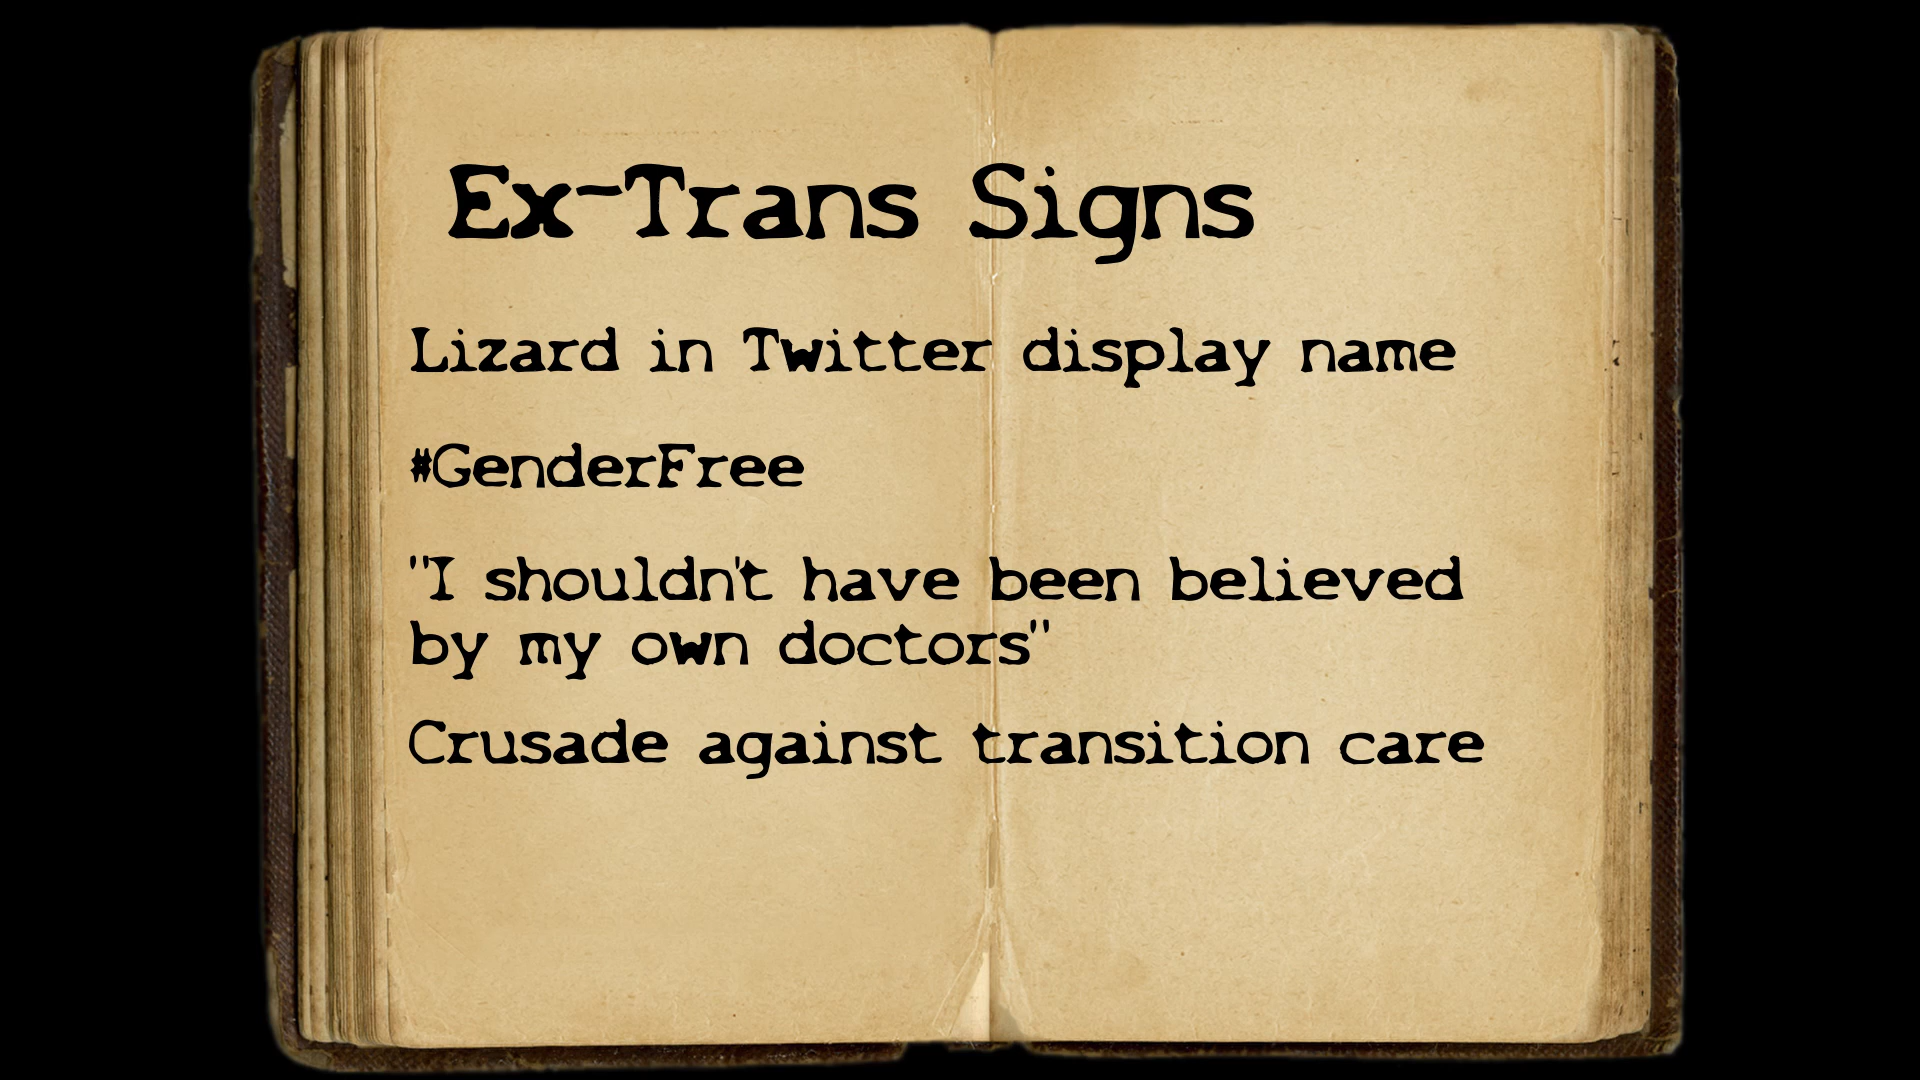 Ex-Trans Signs
Lizard in Twitter display name
#GenderFree
"I shouldn't have been believed
by my own doctors"
Crusade against transition care